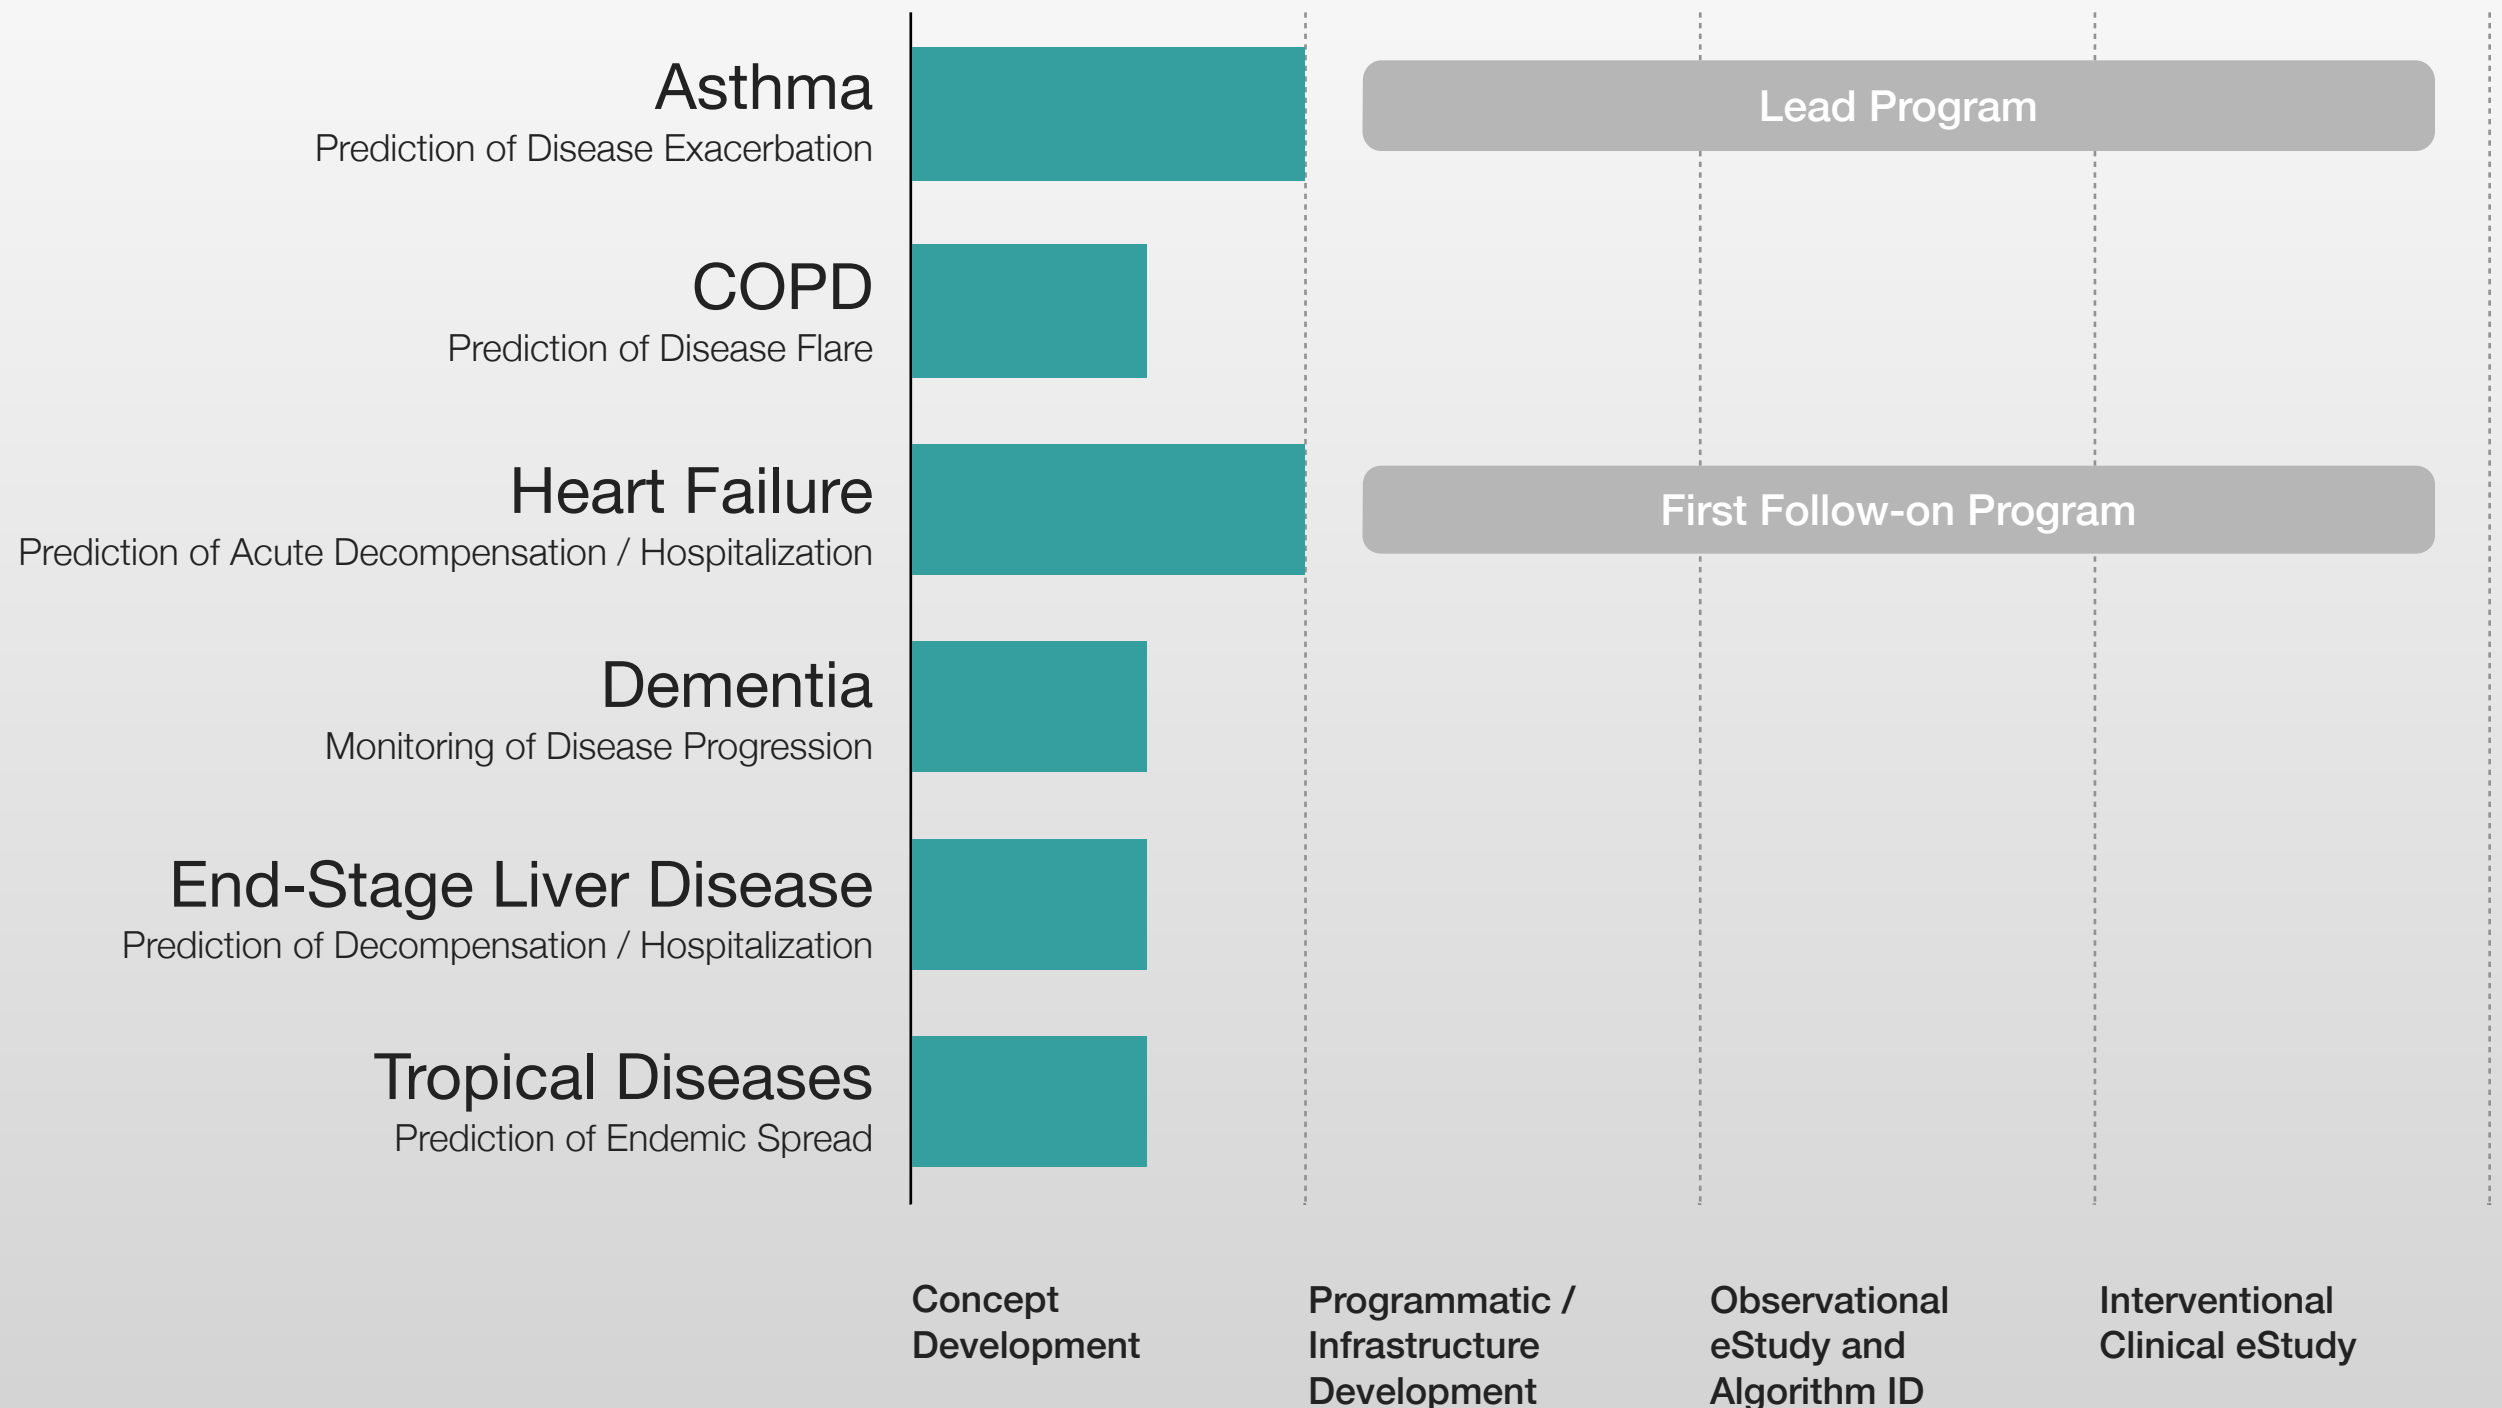 Asthma
Prediction of Disease Exacerbation
Lead Program
COPD
Prediction of Disease Flare
Heart Failure
Prediction of Acute Decompensation / Hospitalization
First Follow-on Program
Dementia
Monitoring of Disease Progression
End-Stage Liver Disease
Prediction of Decompensation / Hospitalization
Tropical Diseases
Prediction of Endemic Spread
Concept
Development
Programmatic /
Infrastructure
Development
Observational
eStudy and
Algorithm ID
Interventional
Clinical eStudy